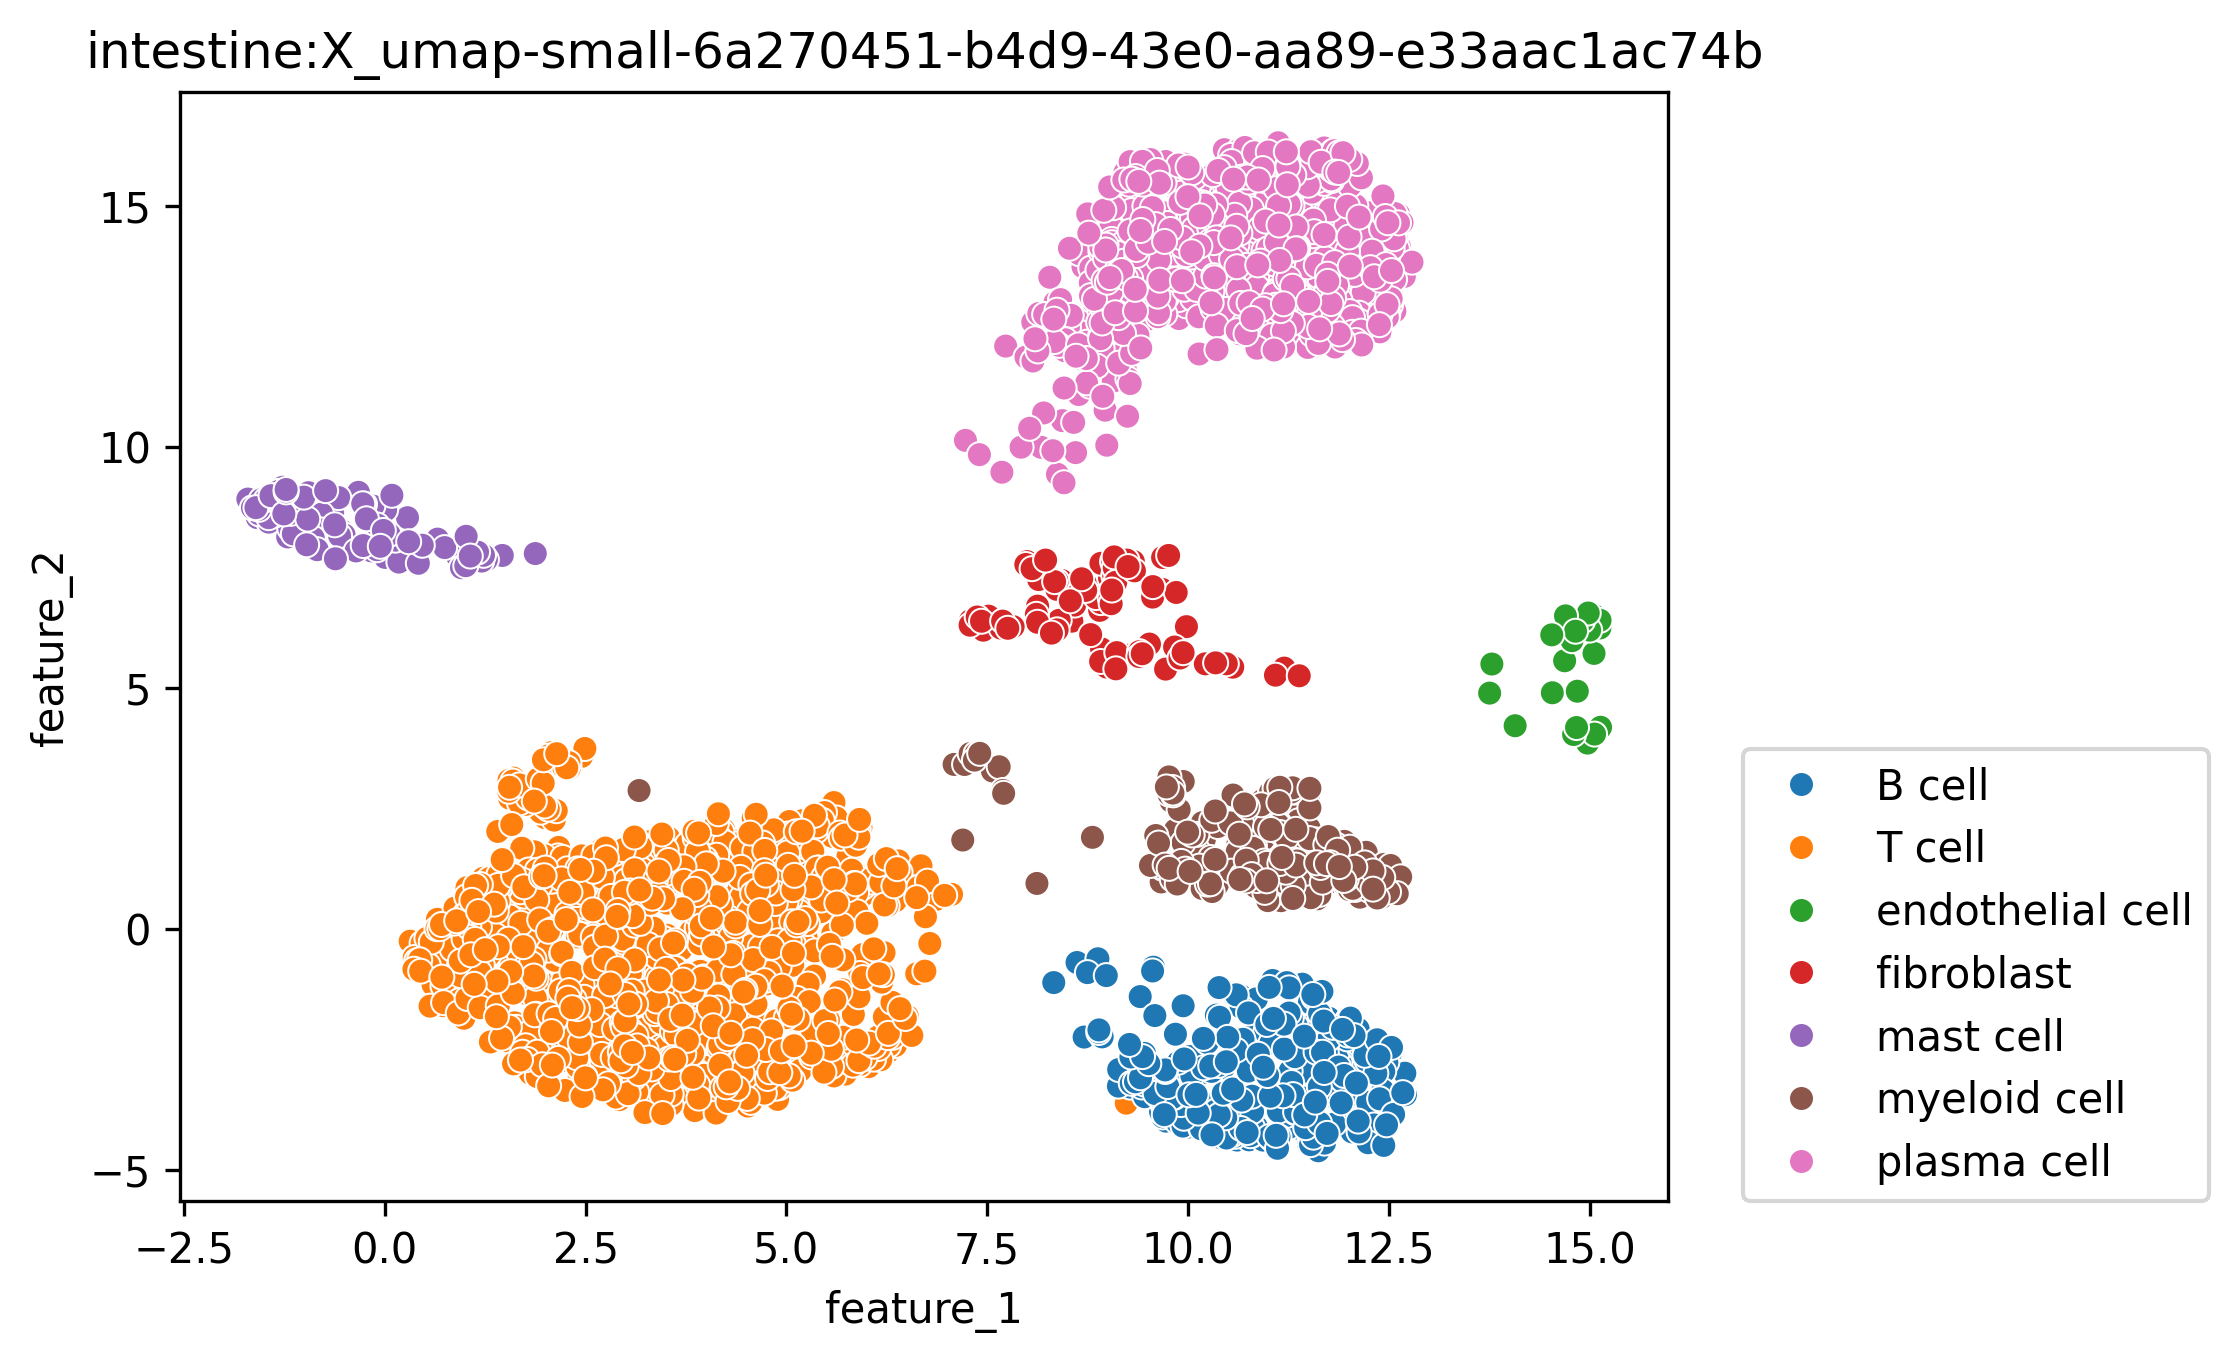 intestine:X_umap-small-6a270451-b4d9-43e0-aa89-e33aac1ac74b
feature_2
15
10
5
0
−5
−2.5 0.0 2.5 5.0 7.5 10.0 12.5 15.0
feature_1
B cell
T cell
endothelial cell
fibroblast
mast cell
myeloid cell
plasma cell